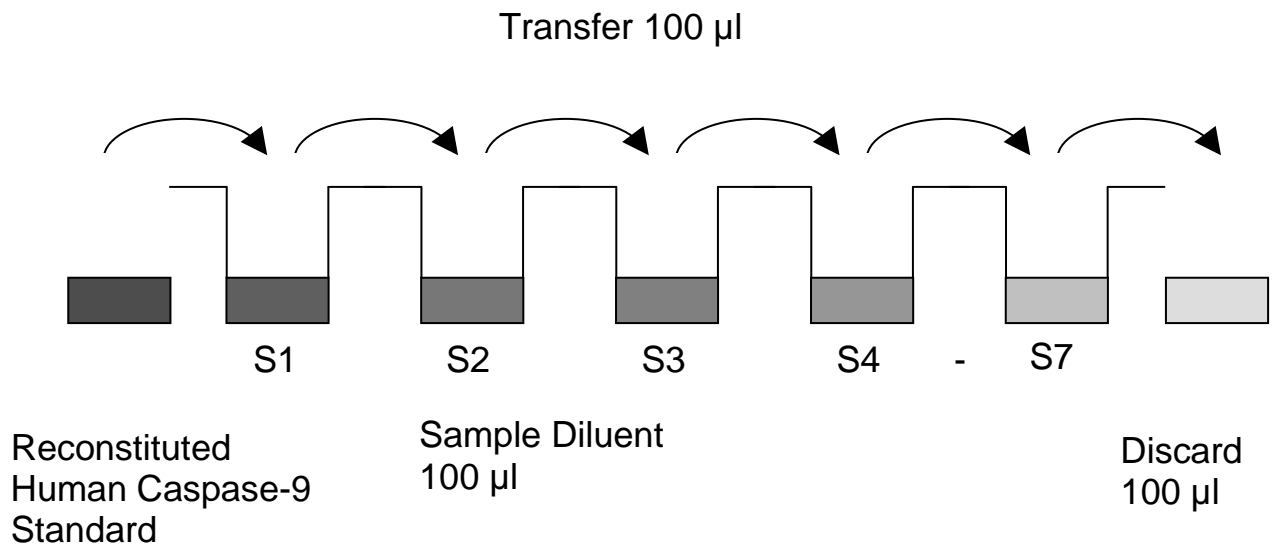 Transfer 100 µl
S1 S2 S3 S4 - S7
Reconstituted
Human Caspase-9
Standard
Sample Diluent
100 µl
Discard
100 µl